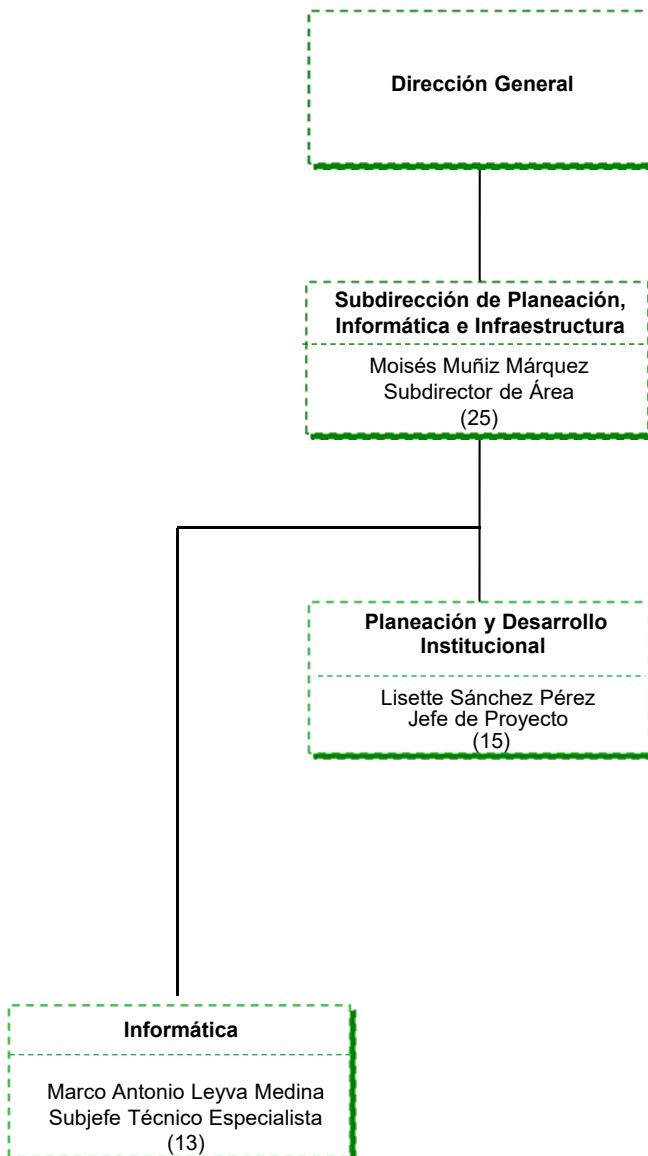 Dirección General
Subdirección de Planeación,
Informática e Infraestructura
Moisés Muñiz Márquez
Subdirector de Área
(25)
Planeación y Desarrollo
Institucional
Lisette Sánchez Pérez
Jefe de Proyecto
(15)
Informática
Marco Antonio Leyva Medina
Subjefe Técnico Especialista
(13)